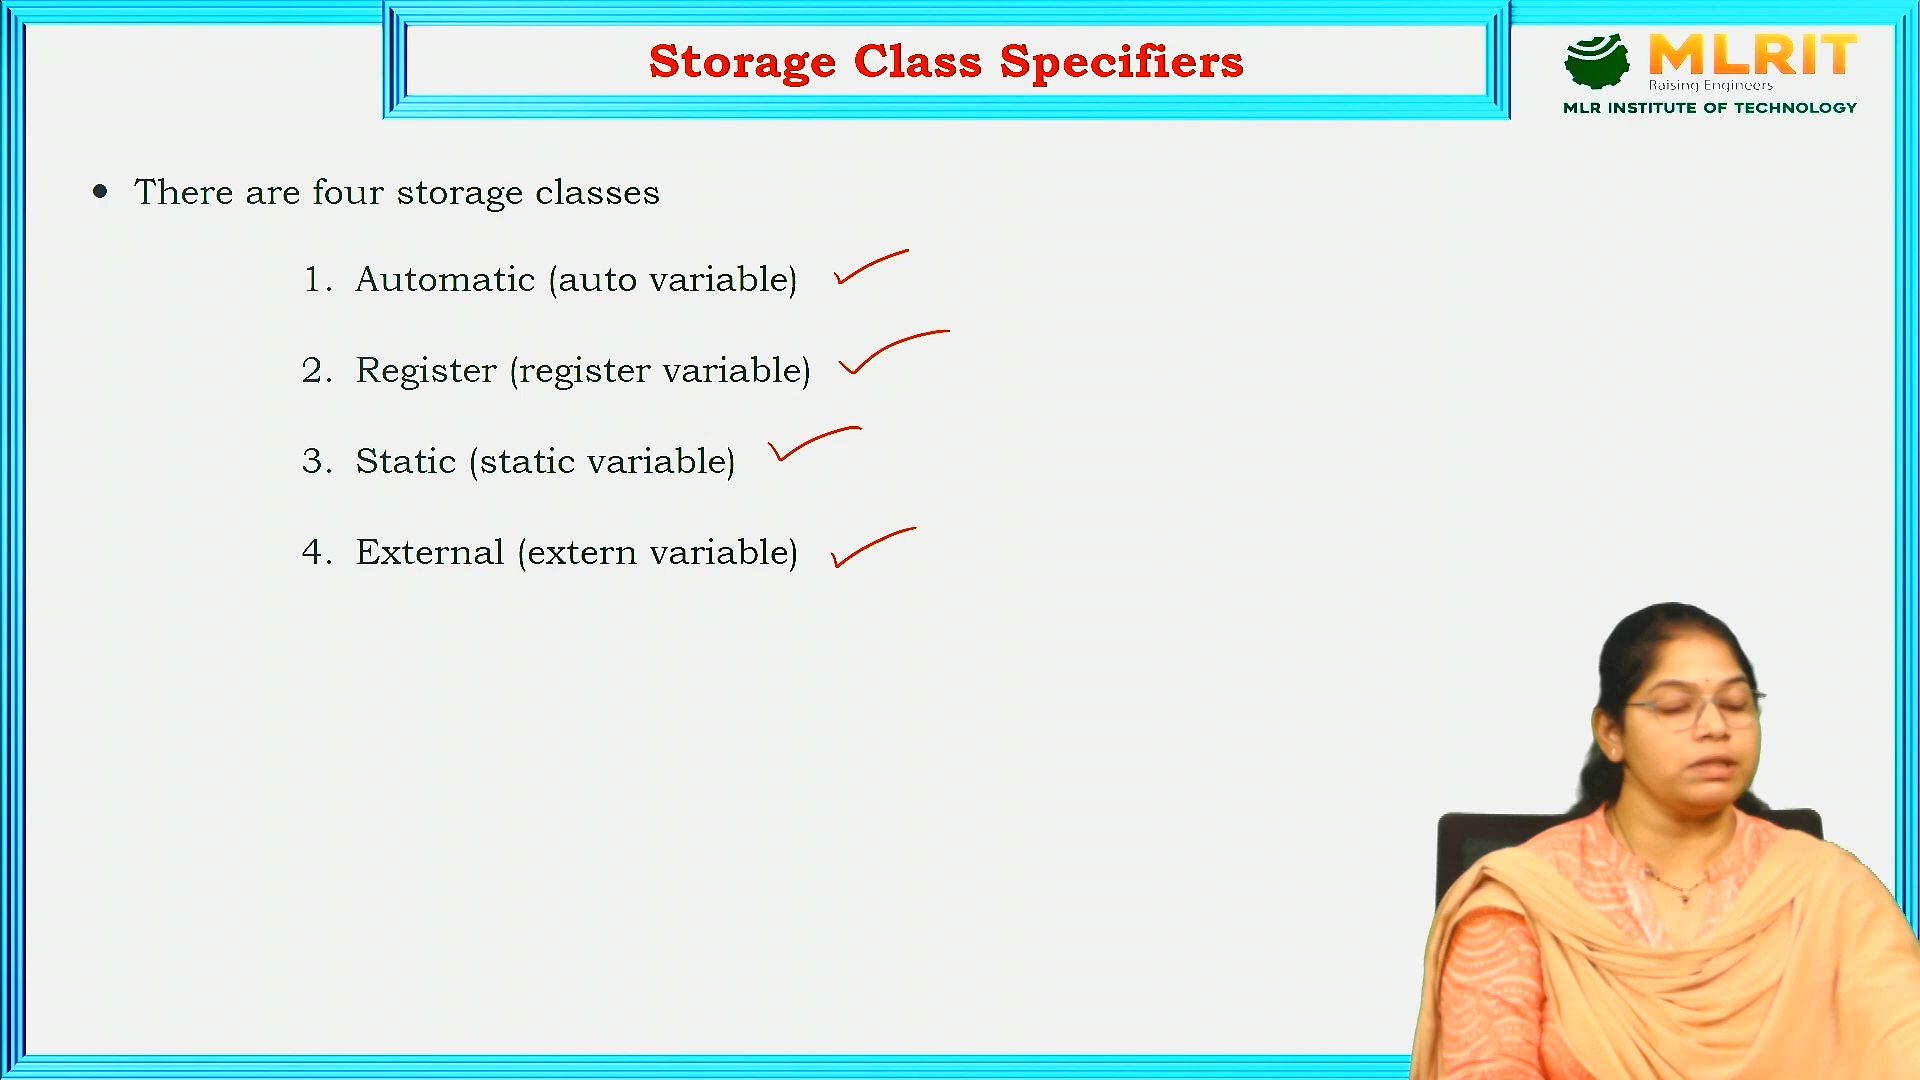 Storage Class Specifiers
MLRIT
Raising Engineers
MLR INSTITUTE OF TECHNOLOGY
• There are four storage classes
1. Automatic (auto variable)
2. Register (register variable)
3. Static (static variable)
4. External (extern variable)